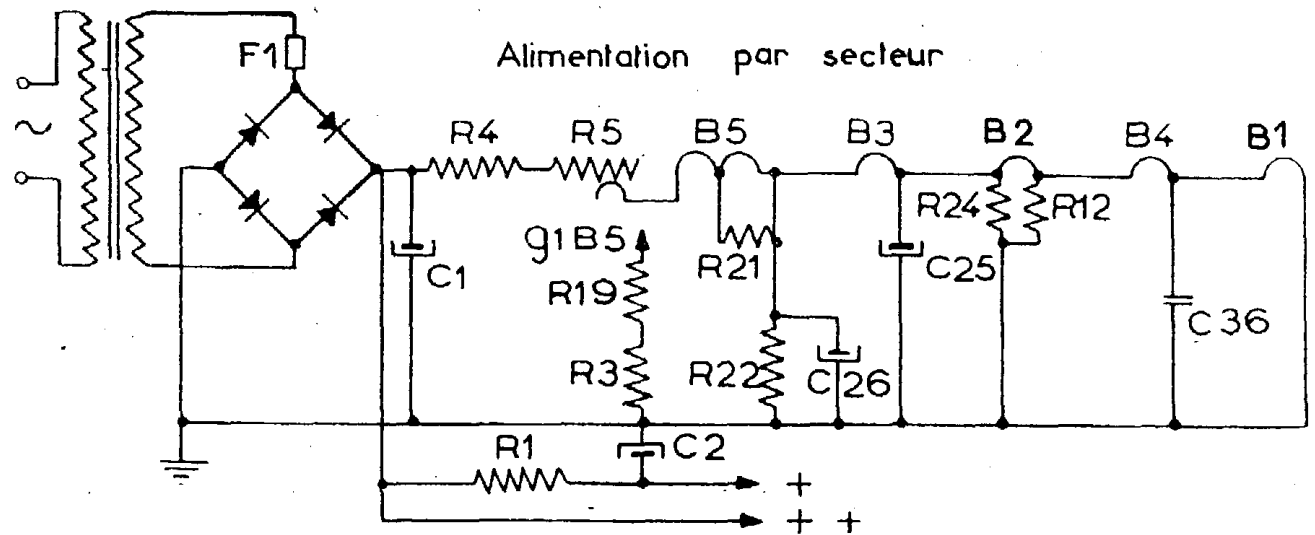 Alimentation par secteur
F1
~
R4
R5
B5
B3
B2
B4
B1
R24
R12
g1B5
R21
C1
C25
R19
C36
R3
R22
C26
R1
C2
+
+ +